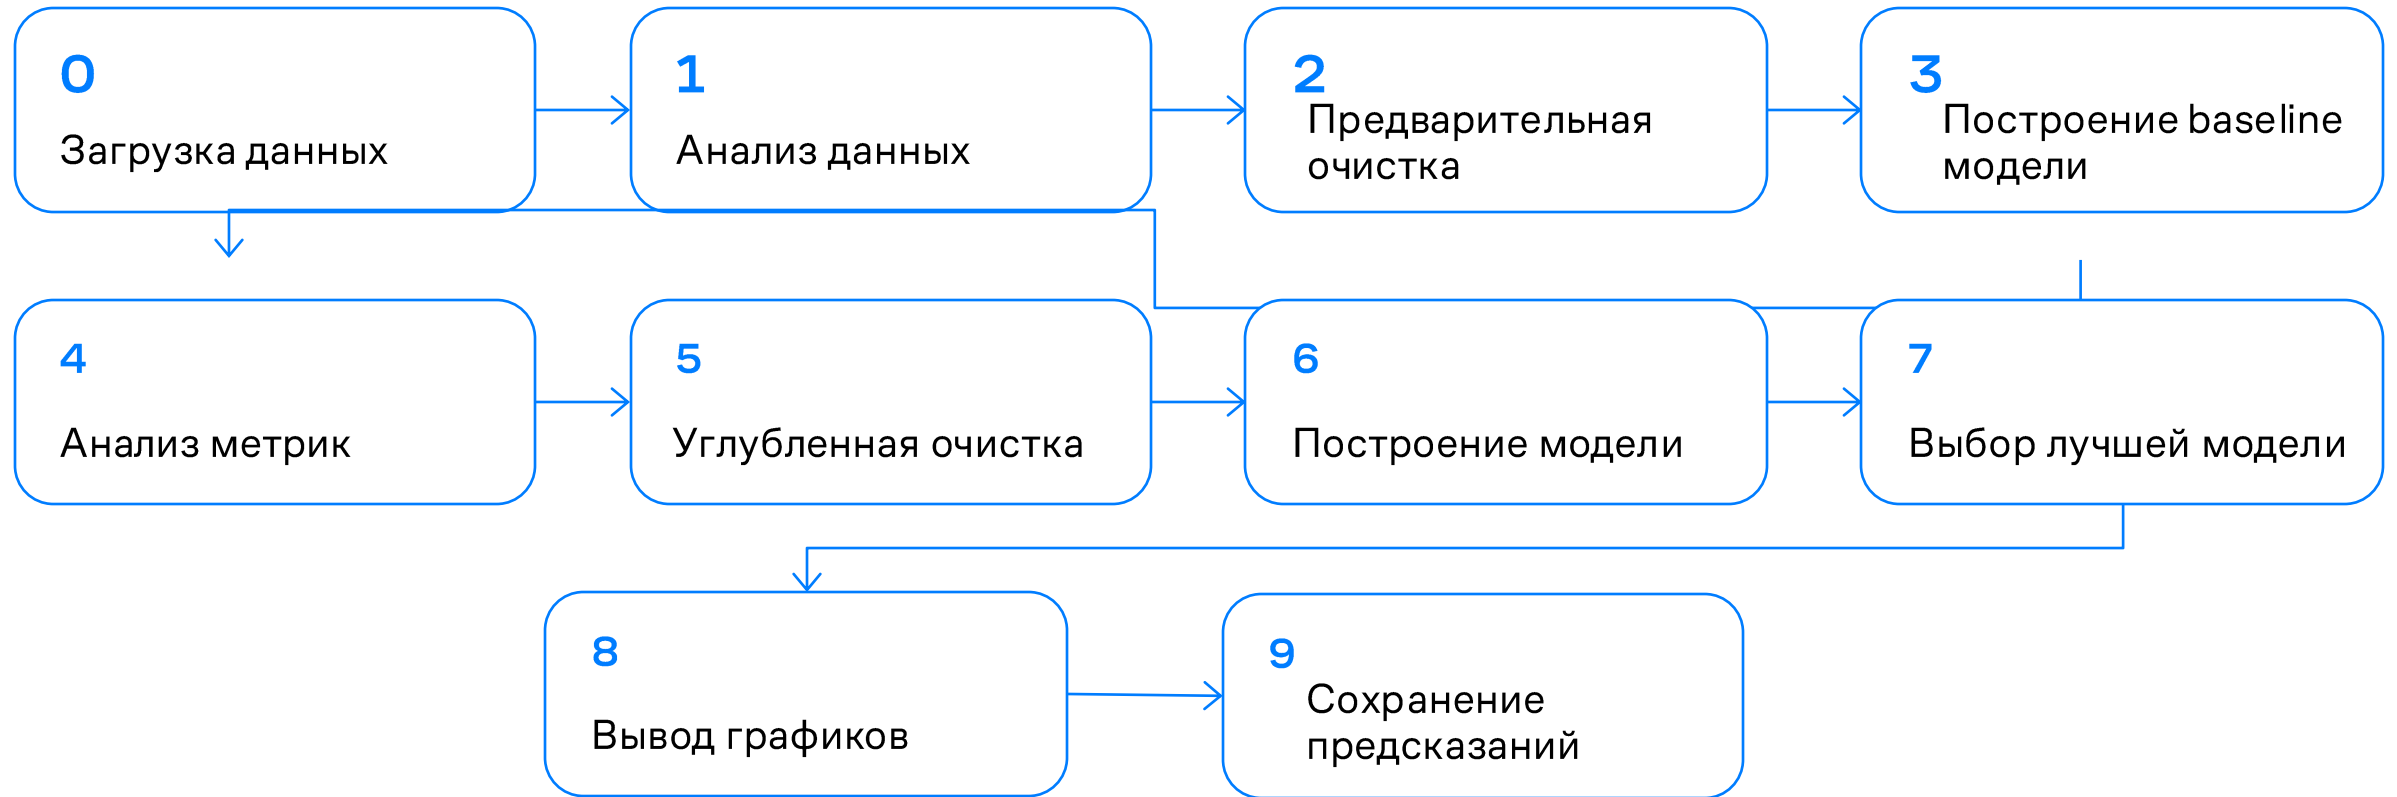 0
Загрузка данных
1
Анализ данных
2
Предварительная
очистка
3
Построение baseline
модели
4
Анализ метрик
5
Углубленная очистка
6
Построение модели
7
Выбор лучшей модели
8
Вывод графиков
9
Сохранение
предсказаний